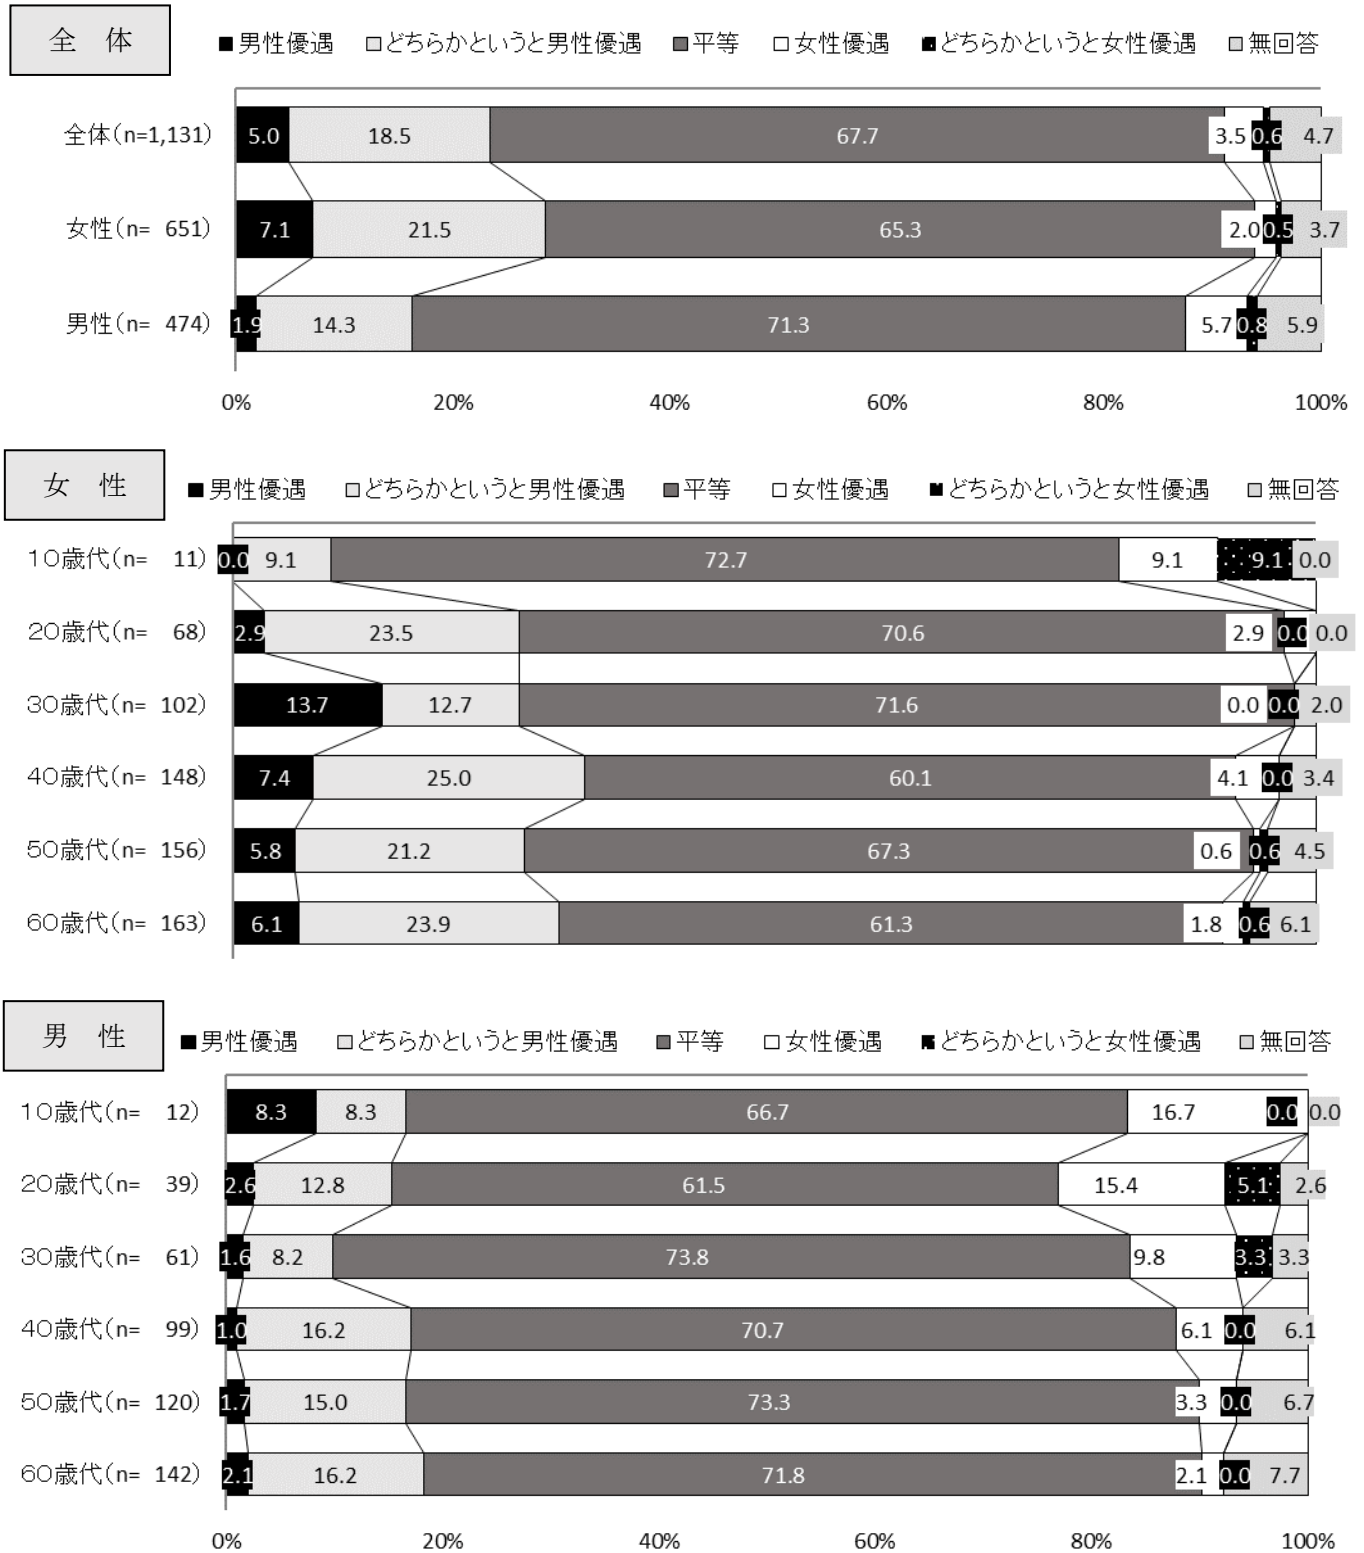 全　体
■男性優遇　□どちらかというと男性優遇　■平等　□女性優遇　■どちらかというと女性優遇　□無回答
全体(n=1,131) 5.0 18.5 67.7 3.5 0.6 4.7
女性(n= 651) 7.1 21.5 65.3 2.0 0.5 3.7
男性(n= 474) 1.9 14.3 71.3 5.7 0.8 5.9
0% 20% 40% 60% 80% 100%
女　性
■男性優遇　□どちらかというと男性優遇　■平等　□女性優遇　■どちらかというと女性優遇　□無回答
10歳代(n= 11) 0.0 9.1 72.7 9.1 9.1 0.0
20歳代(n= 68) 2.9 23.5 70.6 2.9 0.0 0.0
30歳代(n= 102) 13.7 12.7 71.6 0.0 0.0 2.0
40歳代(n= 148) 7.4 25.0 60.1 4.1 0.0 3.4
50歳代(n= 156) 5.8 21.2 67.3 0.6 0.6 4.5
60歳代(n= 163) 6.1 23.9 61.3 1.8 0.6 6.1
男　性
■男性優遇　□どちらかというと男性優遇　■平等　□女性優遇　■どちらかというと女性優遇　□無回答
10歳代(n= 12) 8.3 8.3 66.7 16.7 0.0 0.0
20歳代(n= 39) 2.6 12.8 61.5 15.4 5.1 2.6
30歳代(n= 61) 1.6 8.2 73.8 9.8 3.3 3.3
40歳代(n= 99) 1.0 16.2 70.7 6.1 0.0 6.1
50歳代(n= 120) 1.7 15.0 73.3 3.3 0.0 6.7
60歳代(n= 142) 2.1 16.2 71.8 2.1 0.0 7.7
0% 20% 40% 60% 80% 100%